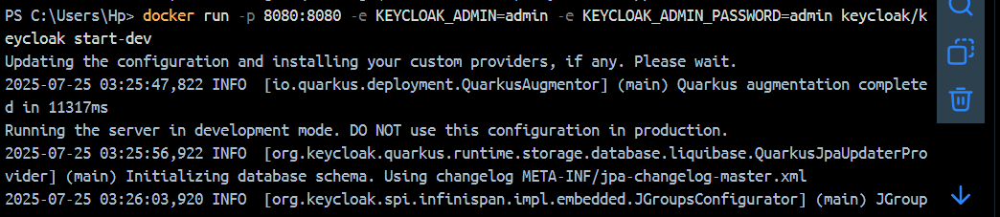 PS C:\Users\Hp> docker run -p 8080:8080 -e KEYCLOAK_ADMIN=admin -e KEYCLOAK_ADMIN_PASSWORD=admin keycloak/k
eycloak start-dev
Updating the configuration and installing your custom providers, if any. Please wait.
2025-07-25 03:25:47,822 INFO  [io.quarkus.deployment.QuarkusAugmentor] (main) Quarkus augmentation complete
d in 11317ms
Running the server in development mode. DO NOT use this configuration in production.
2025-07-25 03:25:56,922 INFO  [org.keycloak.quarkus.runtime.storage.database.liquibase.QuarkusJpaUpdaterPro
vider] (main) Initializing database schema. Using changelog META-INF/jpa-changelog-master.xml
2025-07-25 03:26:03,920 INFO  [org.keycloak.spi.infinispan.impl.embedded.JGroupsConfigurator] (main) JGroup